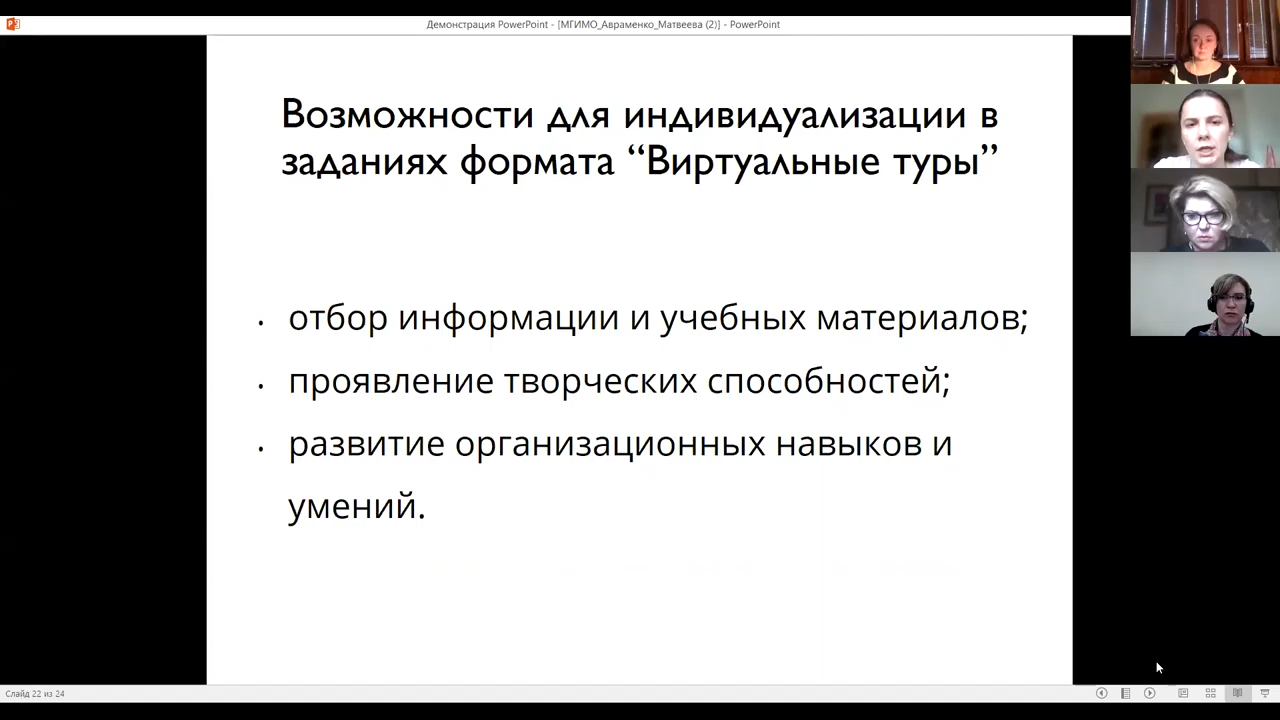 Демонстрация PowerPoint - [МГИМО_Авраменко_Матвеева (2)] - PowerPoint
Возможности для индивидуализации в
заданиях формата “Виртуальные туры”
• отбор информации и учебных материалов;
• проявление творческих способностей;
• развитие организационных навыков и
умений.
Слайд 22 из 24